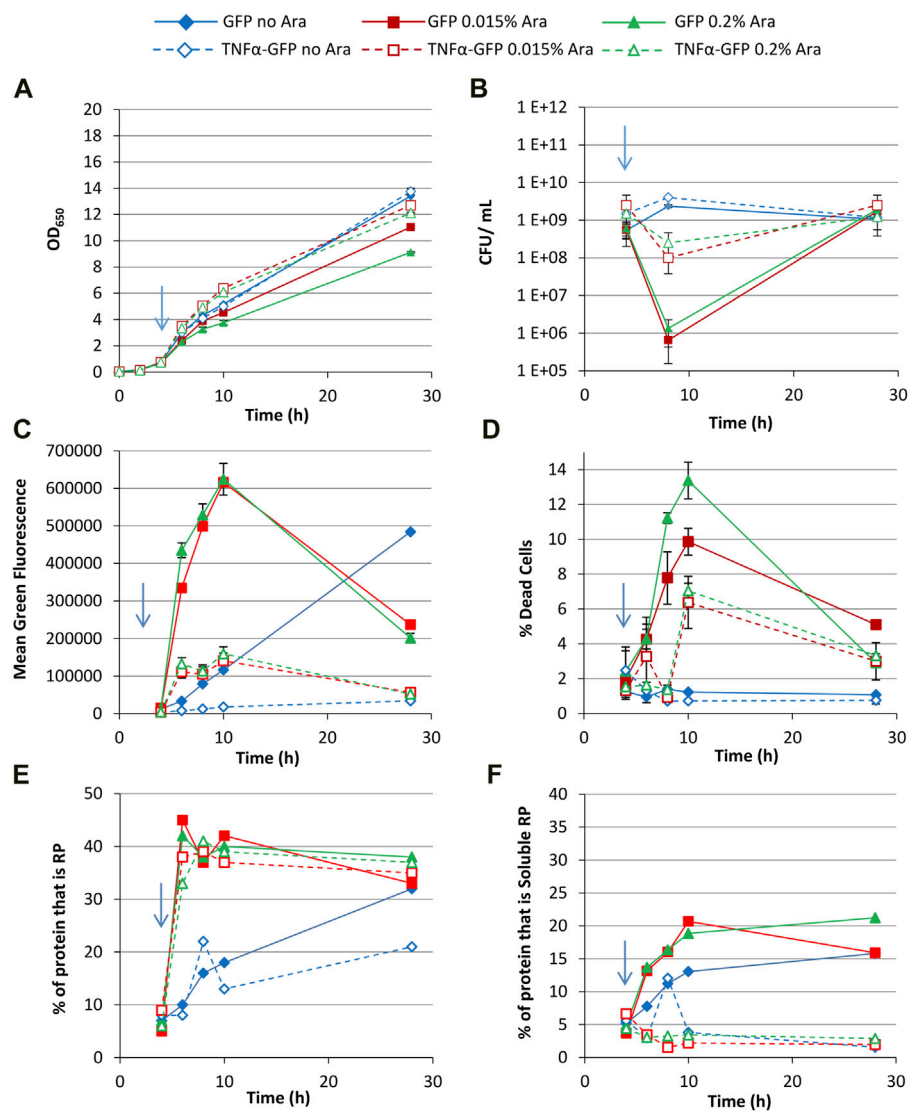 GFP no Ara GFP 0.015% Ara GFP 0.2% Ara
TNFα-GFP no Ara TNFα-GFP 0.015% Ara TNFα-GFP 0.2% Ara
A
OD650
20
18
16
14
12
10
8
6
4
2
0
0 10 20 30
Time (h)
B
CFU/ mL
1 E+12
1 E+11
1 E+10
1 E+09
1 E+08
1 E+07
1 E+06
1 E+05
0 10 20 30
Time (h)
C
Mean Green Fluorescence
700000
600000
500000
400000
300000
200000
100000
0
0 10 20 30
Time (h)
D
% Dead Cells
14
12
10
8
6
4
2
0
0 10 20 30
Time (h)
E
% of protein that is RP
50
40
30
20
10
0
0 10 20 30
Time (h)
F
% of protein that is Soluble RP
40
35
30
25
20
15
10
5
0
0 10 20 30
Time (h)